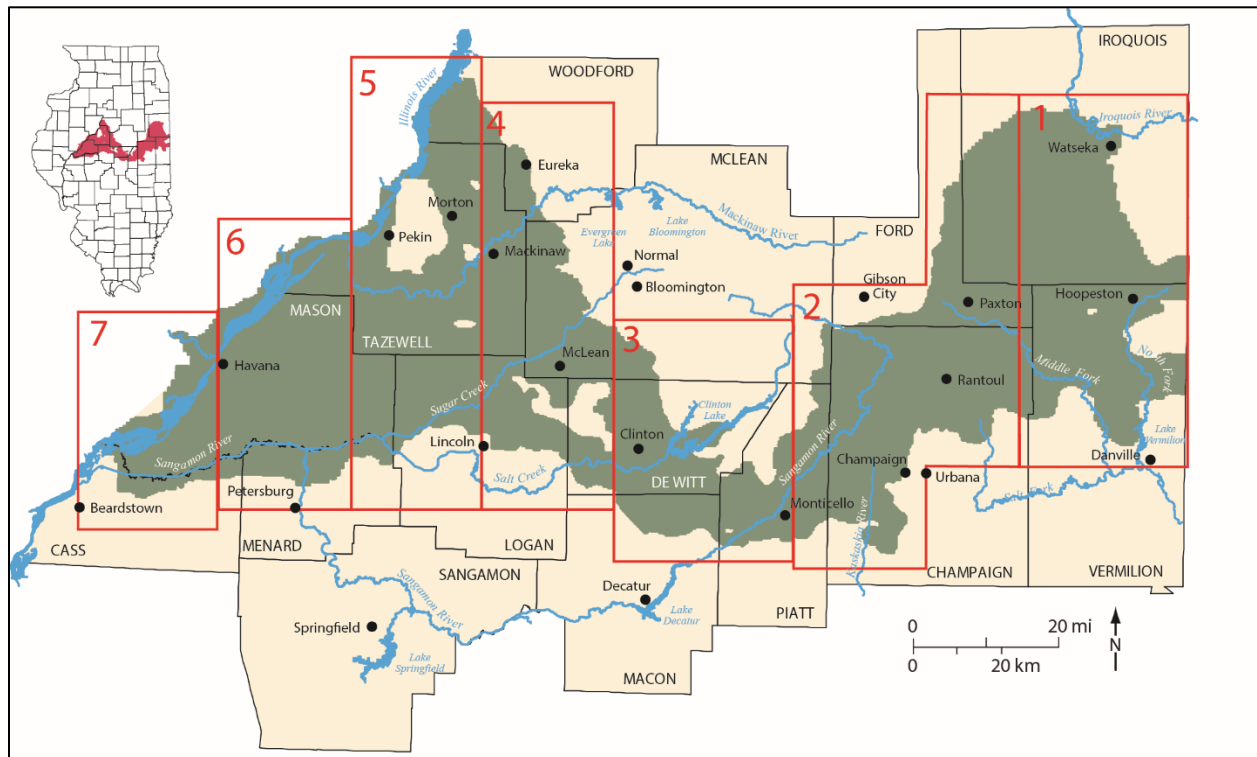 IROQUOIS
WOODFORD
5
Illinois River
4
1
Iroquois River
Watseka
Eureka
MCLEAN
Morton
Mackinaw River
Evergreen
Lake
Lake
Bloomington
FORD
6
Pekin
Mackinaw
Normal
Bloomington
Gibson
City
2
Paxton
Hoopeston
MASON
7
TAZEWELL
3
Havana
McLean
Middle Fork
North Fork
Rantoul
Sugar Creek
Clinton
Lake
Lincoln
Clinton
Sangamon River
Lake
Vermilion
Sangamon River
Salt Creek
DE WITT
Champaign
Urbana
Danville
Salt Fork
Beardstown
Petersburg
Monticello
Kaskaskia River
CASS
MENARD
LOGAN
CHAMPAIGN
VERMILION
SANGAMON
Sangamon River
Decatur
Lake
Decatur
PIATT
Springfield
Lake
Springfield
MACON
0 20 mi
0 20 km
N